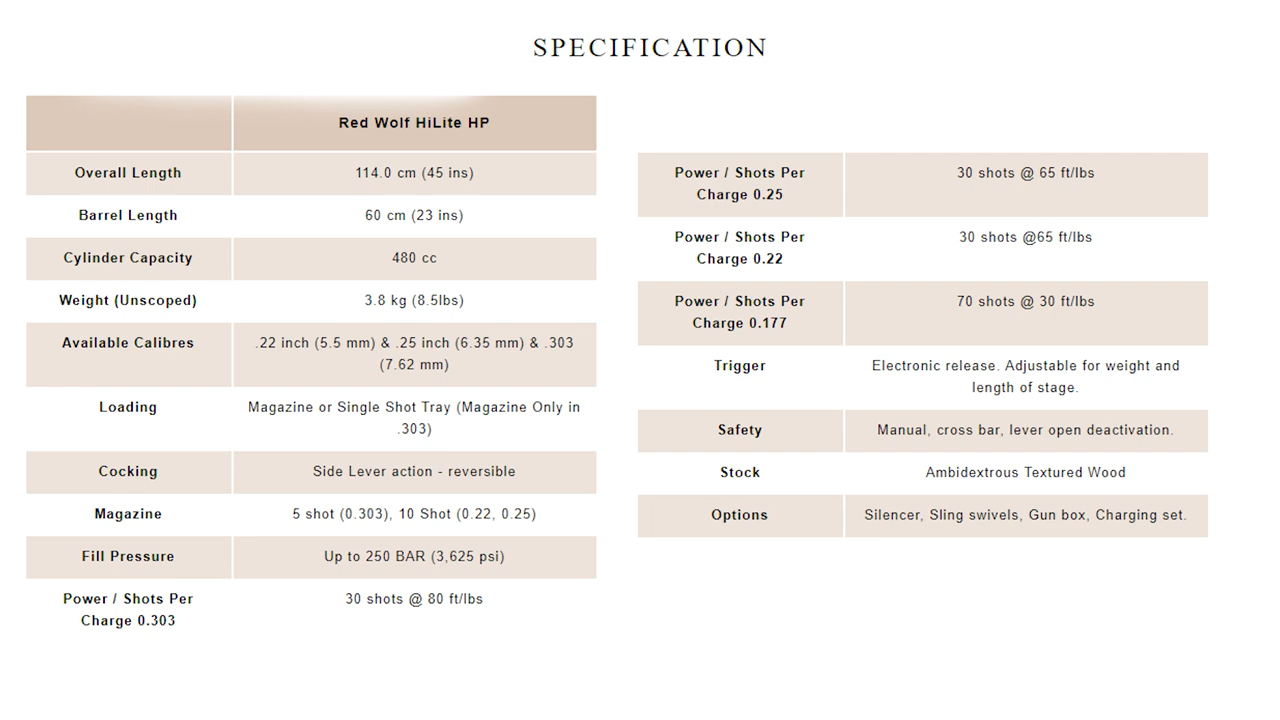 SPECIFICATION
Red Wolf HiLite HP
Overall Length 114.0 cm (45 ins)
Barrel Length 60 cm (23 ins)
Cylinder Capacity 480 cc
Weight (Unscoped) 3.8 kg (8.5lbs)
Available Calibres .22 inch (5.5 mm) & .25 inch (6.35 mm) & .303
(7.62 mm)
Loading Magazine or Single Shot Tray (Magazine Only in
.303)
Cocking Side Lever action - reversible
Magazine 5 shot (0.303), 10 Shot (0.22, 0.25)
Fill Pressure Up to 250 BAR (3,625 psi)
Power / Shots Per 30 shots @ 80 ft/lbs
Charge 0.303
Power / Shots Per 30 shots @ 65 ft/lbs
Charge 0.25
Power / Shots Per 30 shots @65 ft/lbs
Charge 0.22
Power / Shots Per 70 shots @ 30 ft/lbs
Charge 0.177
Trigger Electronic release. Adjustable for weight and
length of stage.
Safety Manual, cross bar, lever open deactivation.
Stock Ambidextrous Textured Wood
Options Silencer, Sling swivels, Gun box, Charging set.